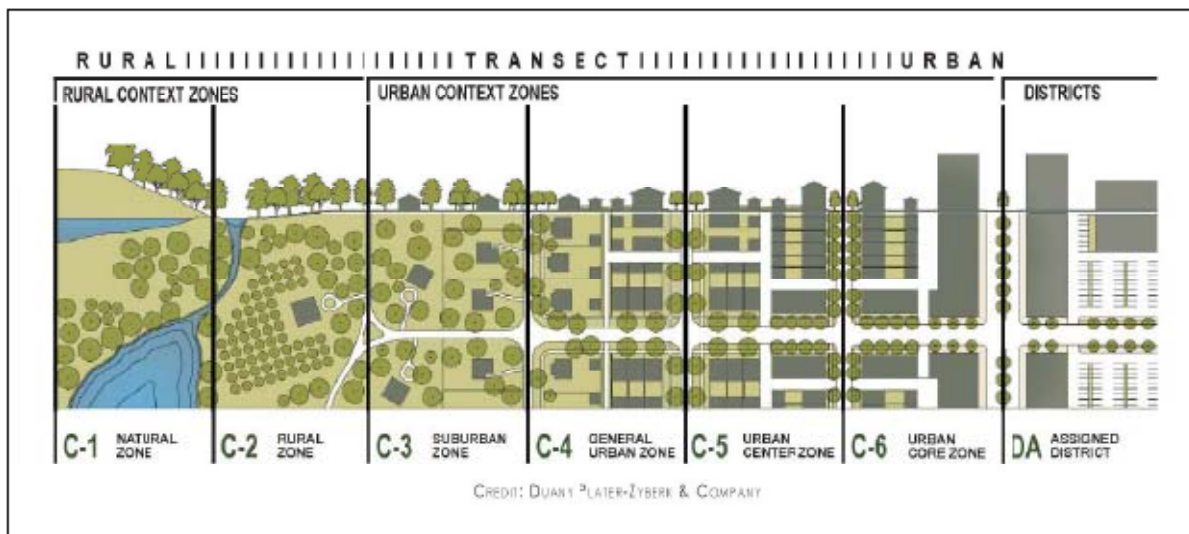 RURAL IIIIIIIIIIIIIIIIIIII TRANSECT IIIIIIIIIIIIIIIIIIII URBAN
RURAL CONTEXT ZONES
URBAN CONTEXT ZONES
DISTRICTS
C-1 NATURAL
ZONE
C-2 RURAL
ZONE
C-3 SUBURBAN
ZONE
C-4 GENERAL
URBAN ZONE
C-5 URBAN
CENTER ZONE
C-6 URBAN
CORE ZONE
DA ASSIGNED
DISTRICT
CREDIT: DUANY PLATER-ZYBERK & COMPANY